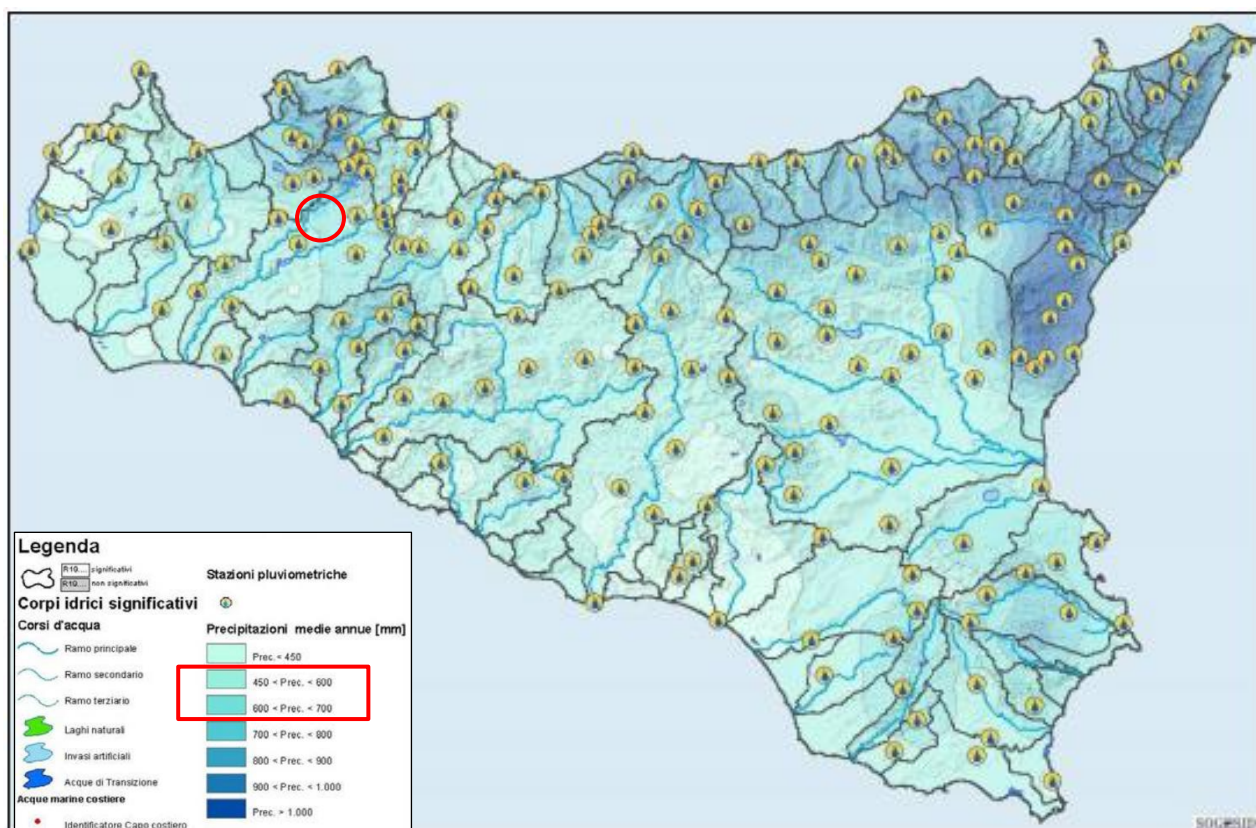 Legenda
R19.... significativi
R19.... non significativi
Stazioni pluviometriche
Corpi idrici significativi
Corsi d'acqua
Precipitazioni medie annue [mm]
Ramo principale
Prec. < 450
Ramo secondario
450 < Prec. < 600
Ramo terziario
600 < Prec. < 700
Laghi naturali
700 < Prec. < 800
Invasi artificiali
800 < Prec. < 900
Acque di Transizione
900 < Prec. < 1.000
Acque marine costiere
Prec. > 1.000
Identificatore Capo costiero